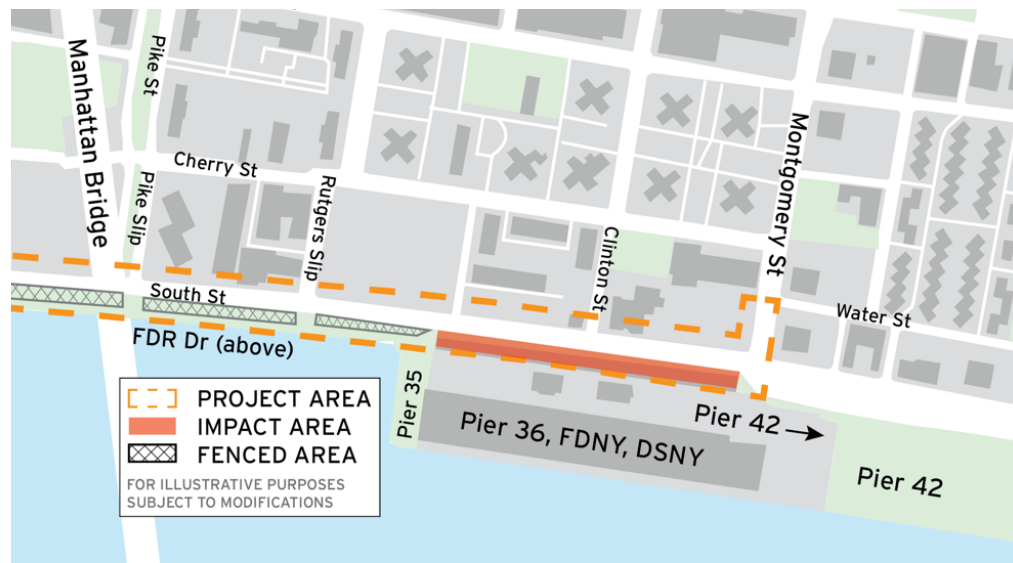 Pike St
Manhattan Bridge
Cherry St
Pike Slip
Rutgers Slip
Montgomery St
Clinton St
South St
Water St
FDR Dr (above)
Pier 35
PROJECT AREA
IMPACT AREA
FENCED AREA
FOR ILLUSTRATIVE PURPOSES
SUBJECT TO MODIFICATIONS
Pier 42
Pier 36, FDNY, DSNY
Pier 42